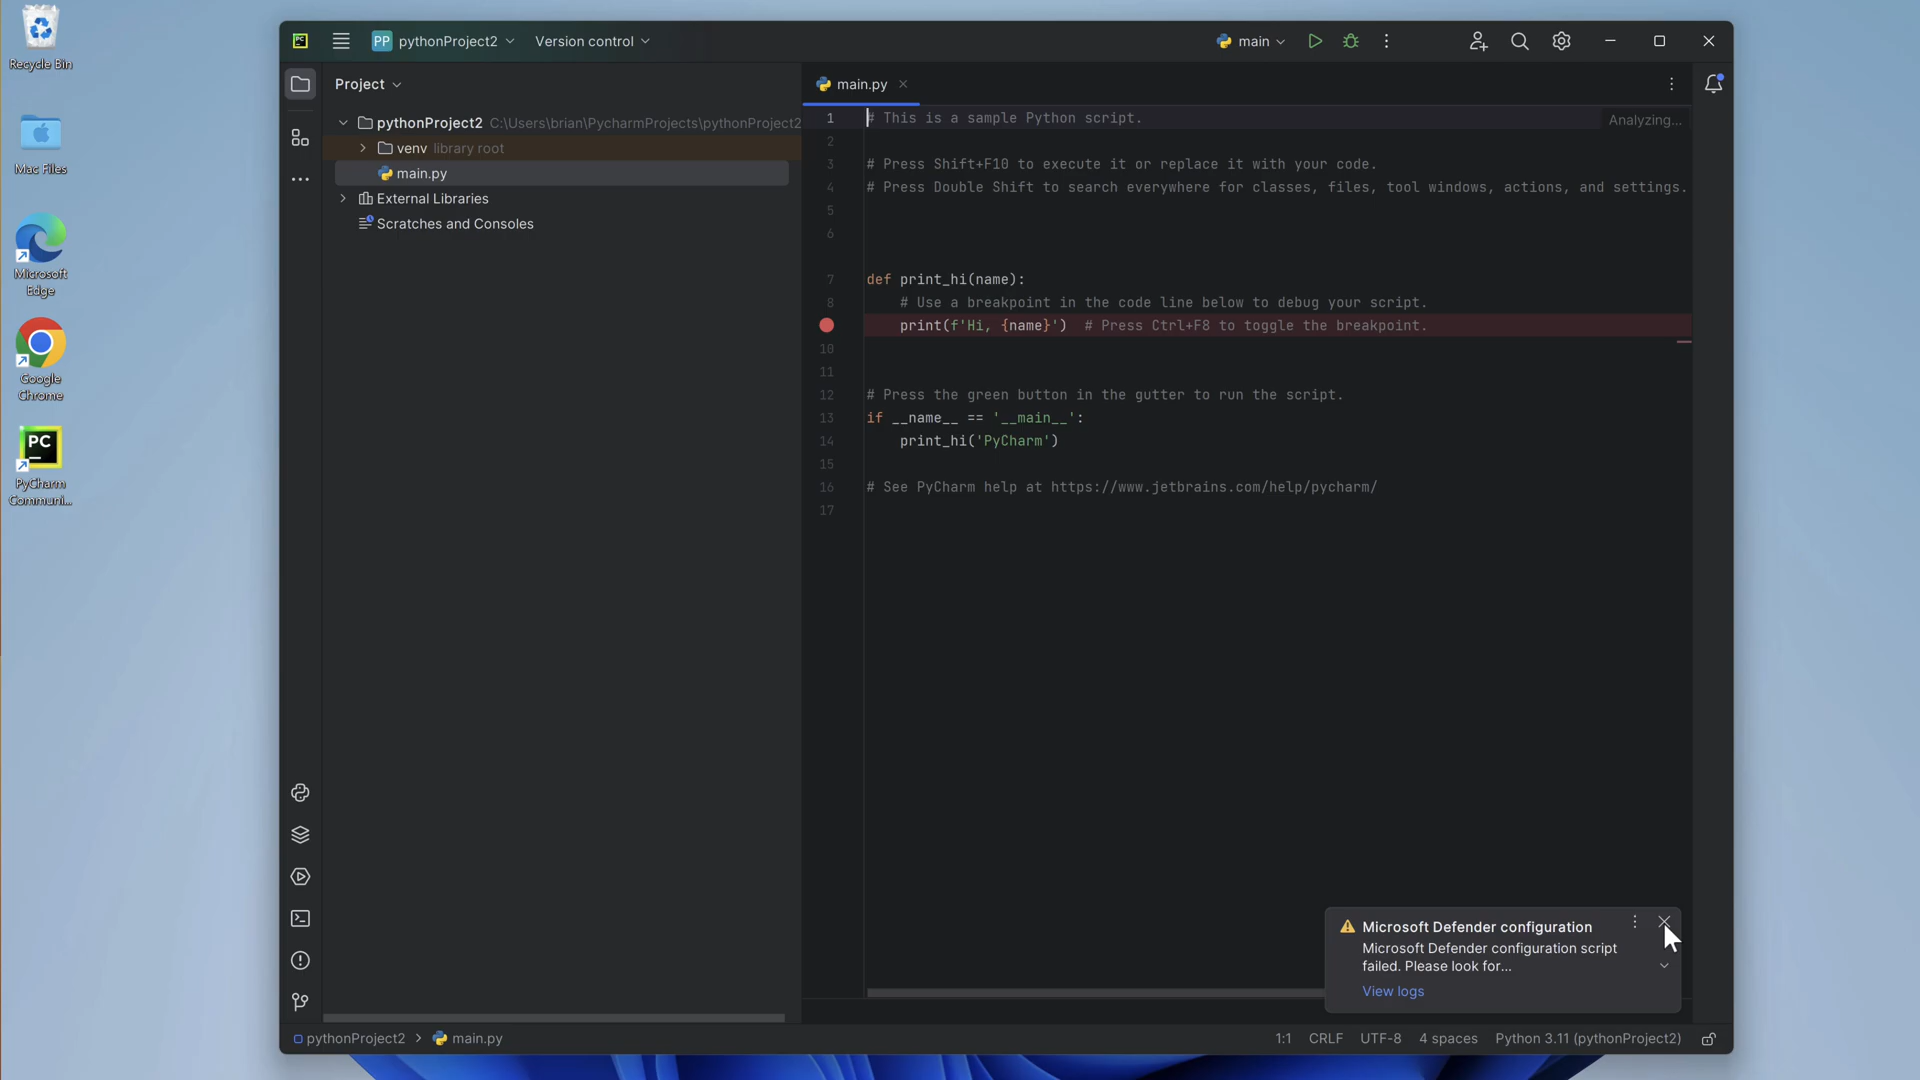 Recycle Bin
Mac Files
Microsoft
Edge
Google
Chrome
PC
PyCharm
Communi...
PC
PP pythonProject2
Version control
main
Project
pythonProject2 C:\Users\brian\PycharmProjects\pythonProject2
venv library root
main.py
External Libraries
Scratches and Consoles
main.py
1 # This is a sample Python script.
Analyzing...
2
3 # Press Shift+F10 to execute it or replace it with your code.
4 # Press Double Shift to search everywhere for classes, files, tool windows, actions, and settings.
5
6
7 def print_hi(name):
8 # Use a breakpoint in the code line below to debug your script.
print(f'Hi, {name}') # Press Ctrl+F8 to toggle the breakpoint.
10
11
12 # Press the green button in the gutter to run the script.
13 if __name__ == '__main__':
14 print_hi('PyCharm')
15
16 # See PyCharm help at https://www.jetbrains.com/help/pycharm/
17
Microsoft Defender configuration
Microsoft Defender configuration script
failed. Please look for...
View logs
pythonProject2 > main.py
1:1 CRLF UTF-8 4 spaces Python 3.11 (pythonProject2)